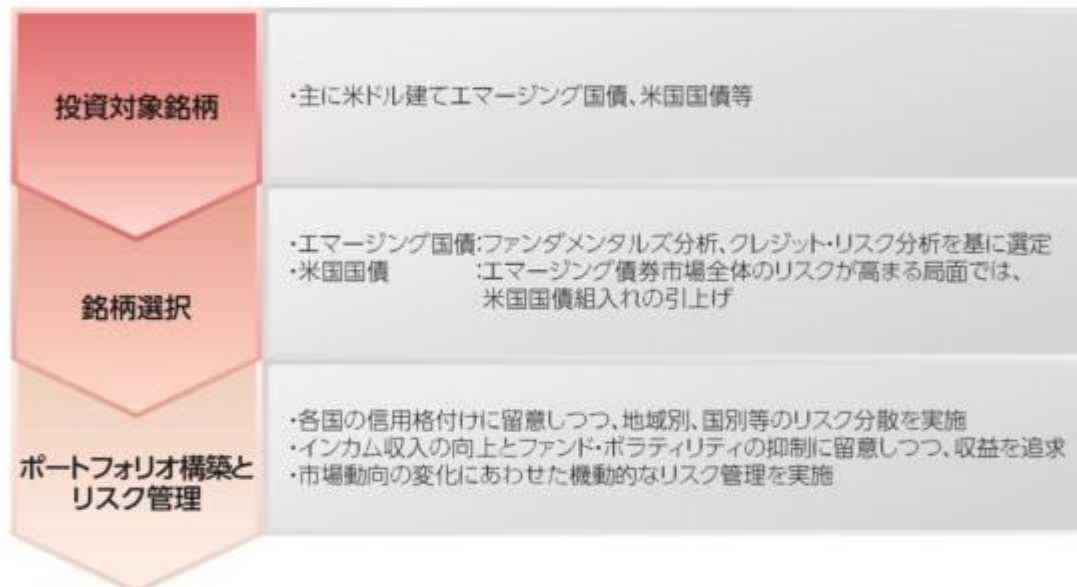 投資対象銘柄
・主に米ドル建てエマージング国債、米国国債等
銘柄選択
・エマージング国債:ファンダメンタルズ分析、クレジット・リスク分析を基に選定
・米国国債　　　　:エマージング債券市場全体のリスクが高まる局面では、
米国国債組入れの引上げ
ポートフォリオ構築と
リスク管理
・各国の信用格付けに留意しつつ、地域別、国別等のリスク分散を実施
・インカム収入の向上とファンド・ボラティリティの抑制に留意しつつ、収益を追求
・市場動向の変化にあわせた機動的なリスク管理を実施